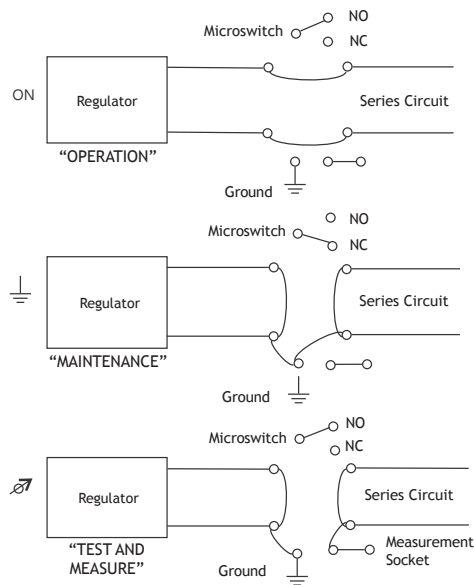 Microswitch
NO
NC
ON
Regulator
Series Circuit
“OPERATION”
Ground
Microswitch
NO
NC
Regulator
Series Circuit
“MAINTENANCE”
Ground
Microswitch
NO
NC
Regulator
Series Circuit
“TEST AND
MEASURE”
Ground
Measurement
Socket